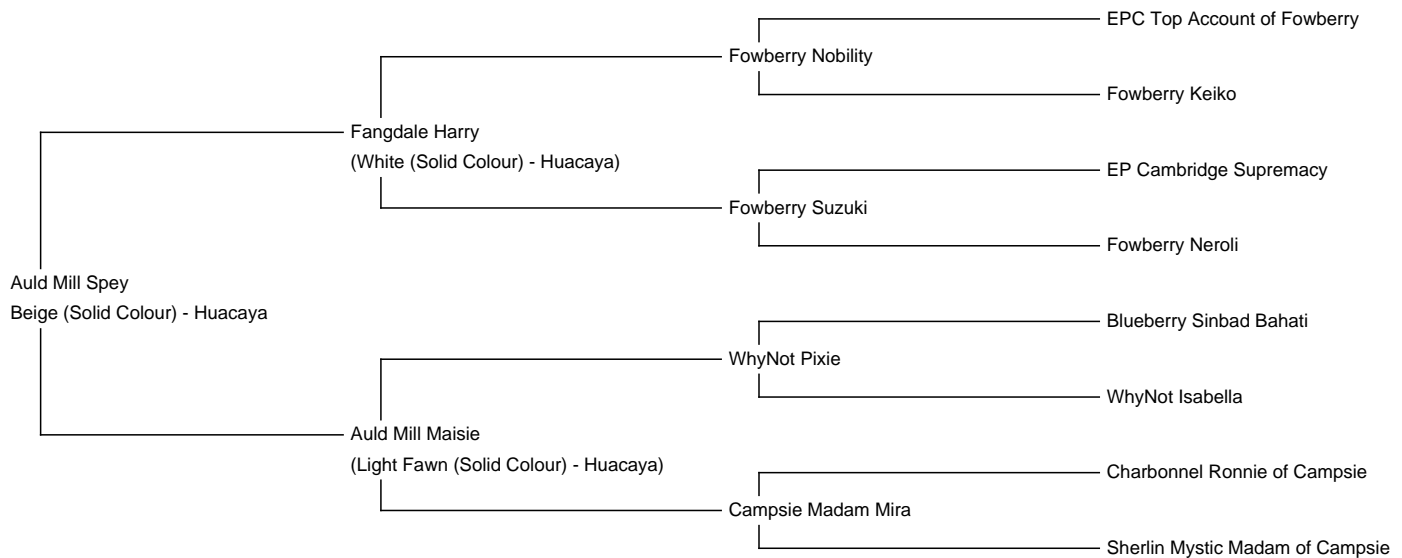 EPC Top Account of Fowberry
Fowberry Nobility
Fowberry Keiko
Fangdale Harry
(White (Solid Colour) - Huacaya)
EP Cambridge Supremacy
Fowberry Suzuki
Fowberry Neroli
Auld Mill Spey
Beige (Solid Colour) - Huacaya
Blueberry Sinbad Bahati
WhyNot Pixie
WhyNot Isabella
Auld Mill Maisie
(Light Fawn (Solid Colour) - Huacaya)
Charbonnel Ronnie of Campsie
Campsie Madam Mira
Sherlin Mystic Madam of Campsie